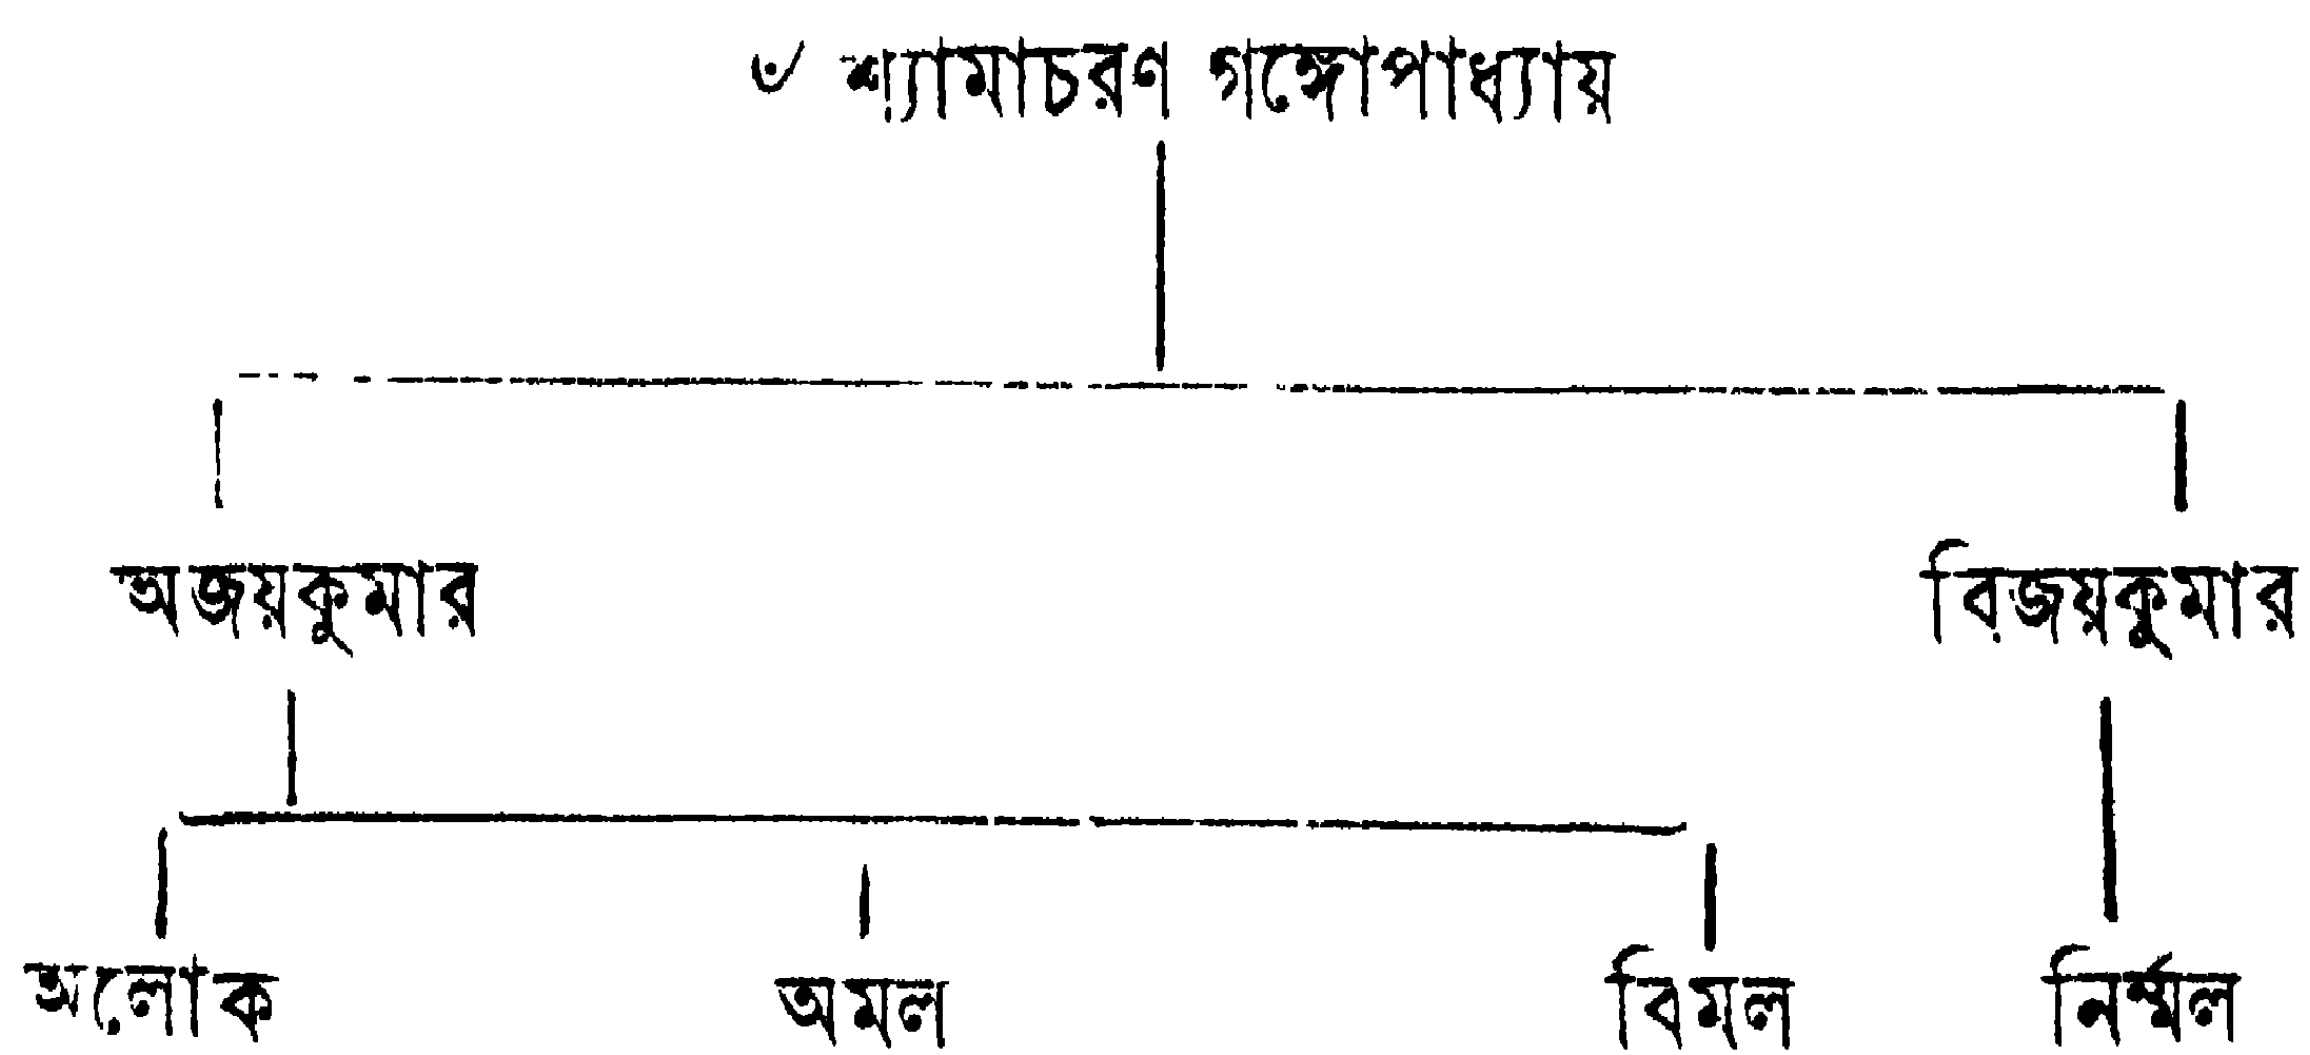 ৺ শ্যামাচরণ গঙ্গোপাধ্যায়
অজয়কুমার বিজয়কুমার
অলোক অমল বিমল নির্ম্মল